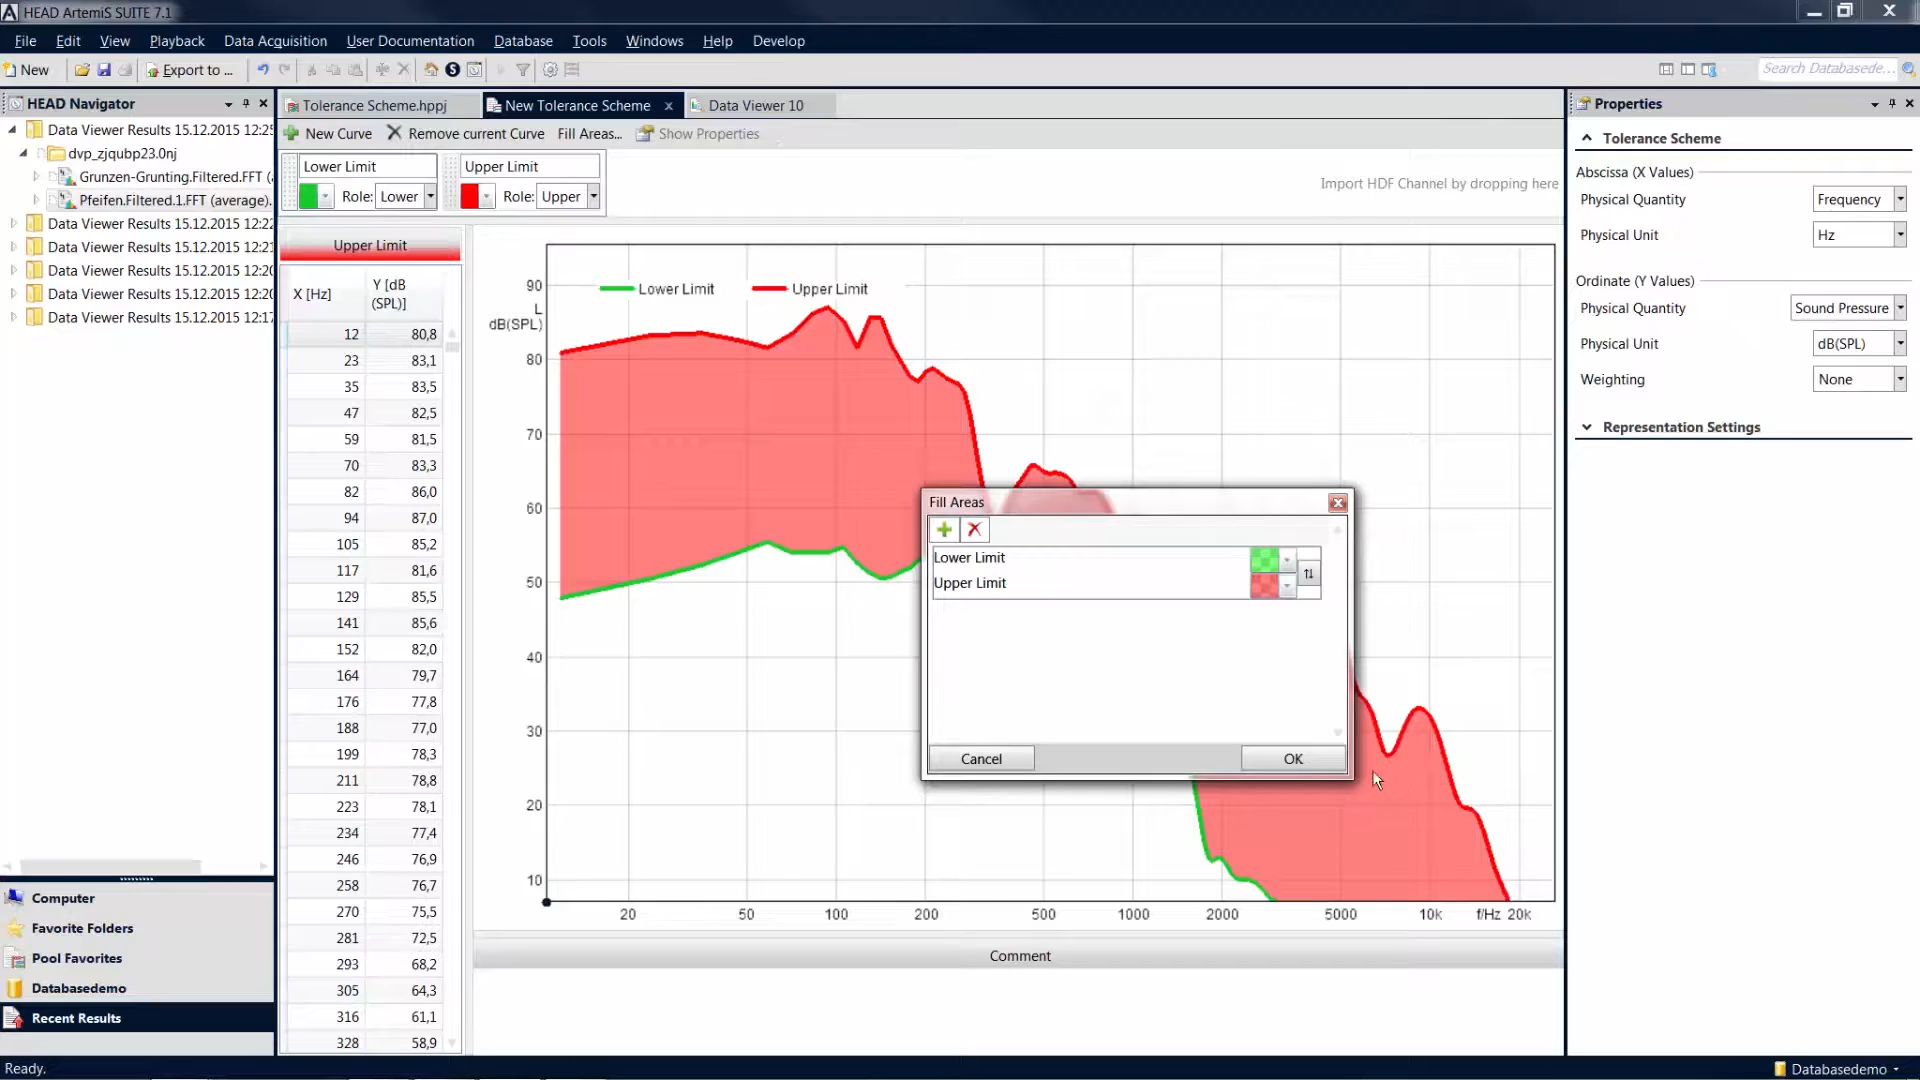 HEAD ArtemiS SUITE 7.1
File Edit View Playback Data Acquisition User Documentation Database Tools Windows Help Develop
New Export to ... Search Databasede...
HEAD Navigator
Data Viewer Results 15.12.2015 12:25
dvp_zjqubp23.0nj
Grunzen-Grunting.Filtered.FFT (
Pfeifen.Filtered.1.FFT (average).
Data Viewer Results 15.12.2015 12:22
Data Viewer Results 15.12.2015 12:21
Data Viewer Results 15.12.2015 12:20
Data Viewer Results 15.12.2015 12:20
Data Viewer Results 15.12.2015 12:17
Computer
Favorite Folders
Pool Favorites
Databasedemo
Recent Results
Tolerance Scheme.hppj New Tolerance Scheme x Data Viewer 10
New Curve Remove current Curve Fill Areas... Show Properties
Lower Limit Upper Limit
Role: Lower Role: Upper
Import HDF Channel by dropping here
Upper Limit
X [Hz] Y [dB (SPL)]
12 80,8
23 83,1
35 83,5
47 82,5
59 81,5
70 83,3
82 86,0
94 87,0
105 85,2
117 81,6
129 85,5
141 85,6
152 82,0
164 79,7
176 77,8
188 77,0
199 78,3
211 78,8
223 78,1
234 77,4
246 76,9
258 76,7
270 75,5
281 72,5
293 68,2
305 64,3
316 61,1
328 58,9
Lower Limit Upper Limit
90
L
dB(SPL)
80
70
60
50
40
30
20
10
20 50 100 200 500 1000 2000 5000 10k f/Hz 20k
Fill Areas
Lower Limit
Upper Limit
Cancel OK
Comment
Properties
Tolerance Scheme
Abscissa (X Values)
Physical Quantity Frequency
Physical Unit Hz
Ordinate (Y Values)
Physical Quantity Sound Pressure
Physical Unit dB(SPL)
Weighting None
Representation Settings
Ready.
Databasedemo